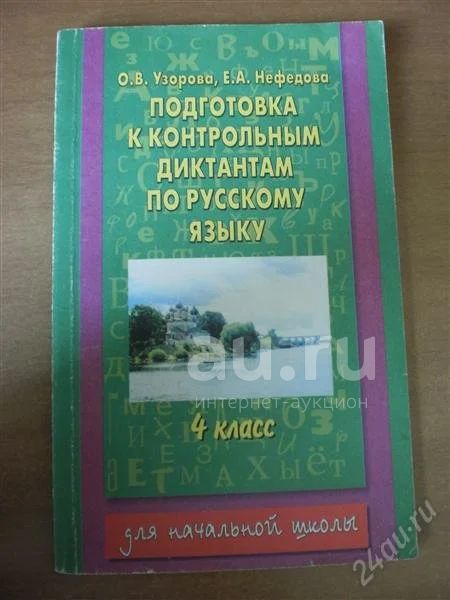 О.В. Узорова, Е.А. Нефедова
ПОДГОТОВКА
К КОНТРОЛЬНЫМ
ДИКТАНТАМ
ПО РУССКОМУ
ЯЗЫКУ
au.ru
интернет-аукцион
4 класс
для начальной школы
24au.ru